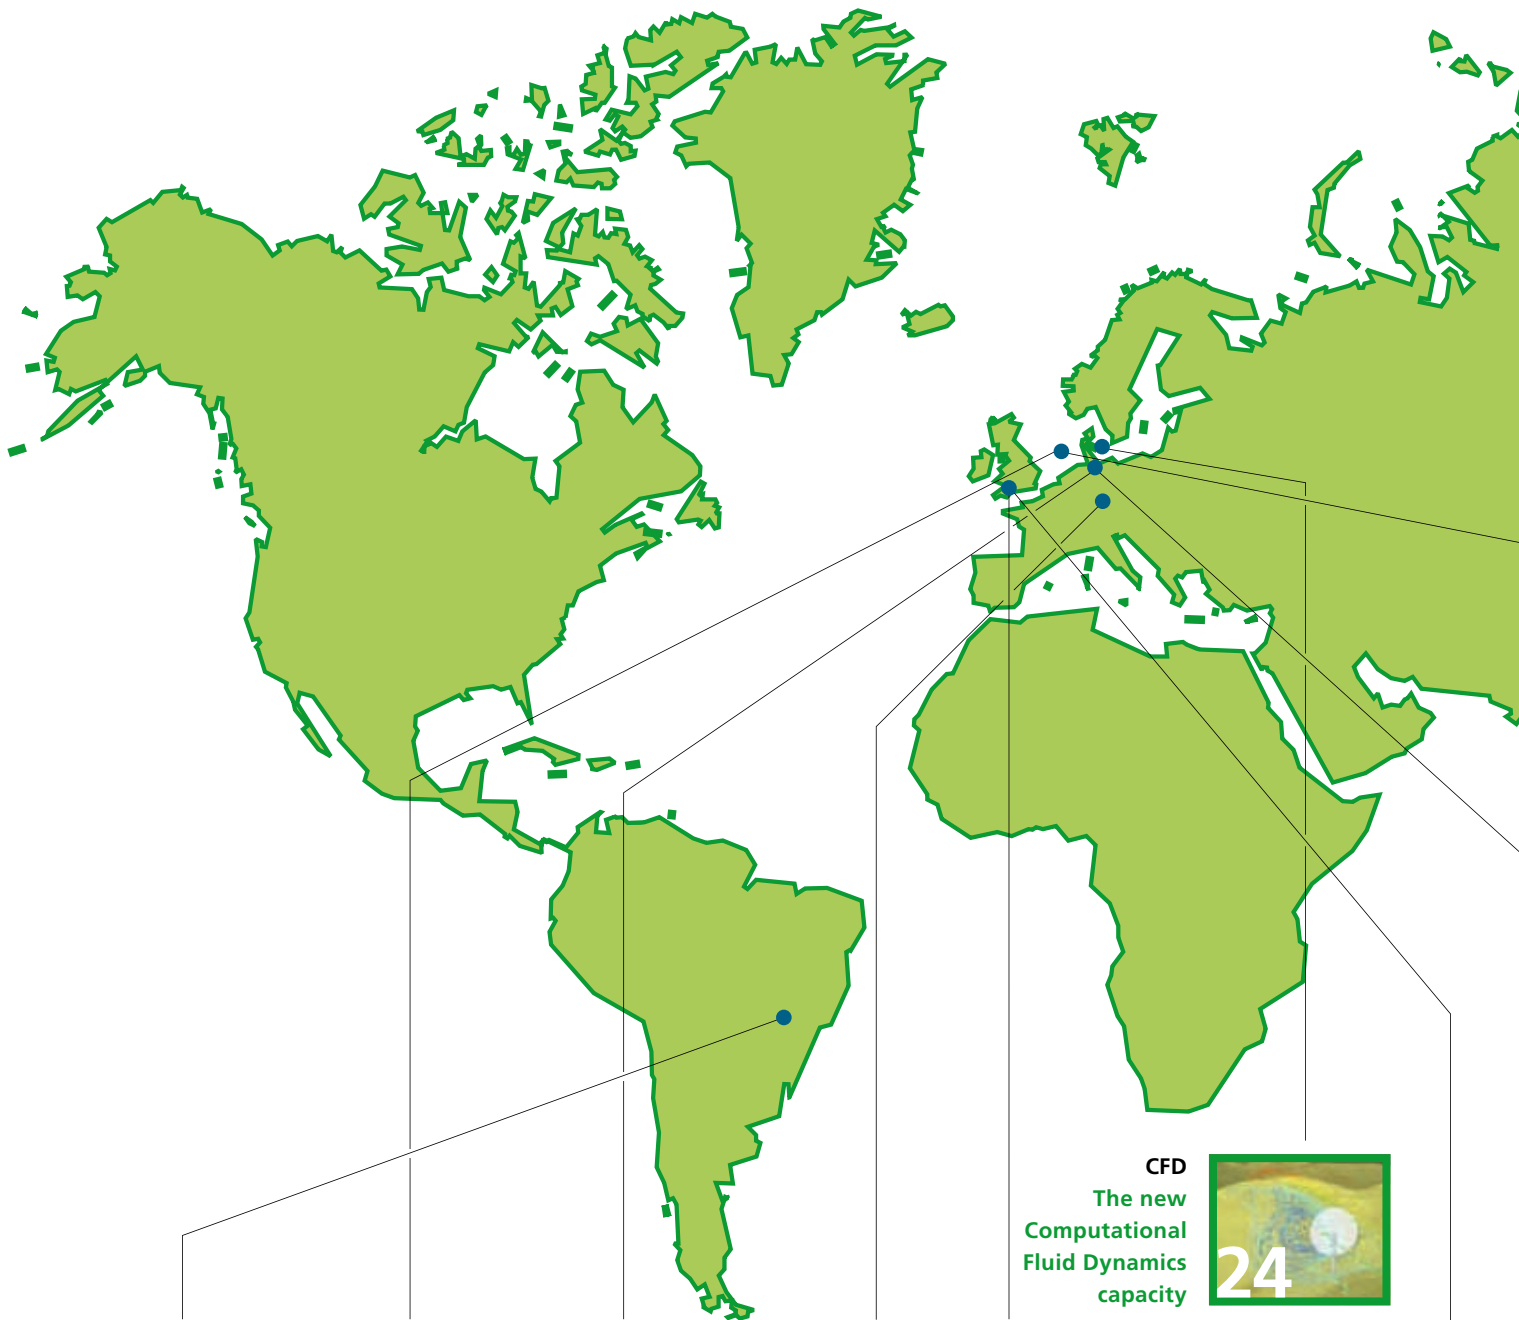 CFD
The new
Computational
Fluid Dynamics
capacity
24